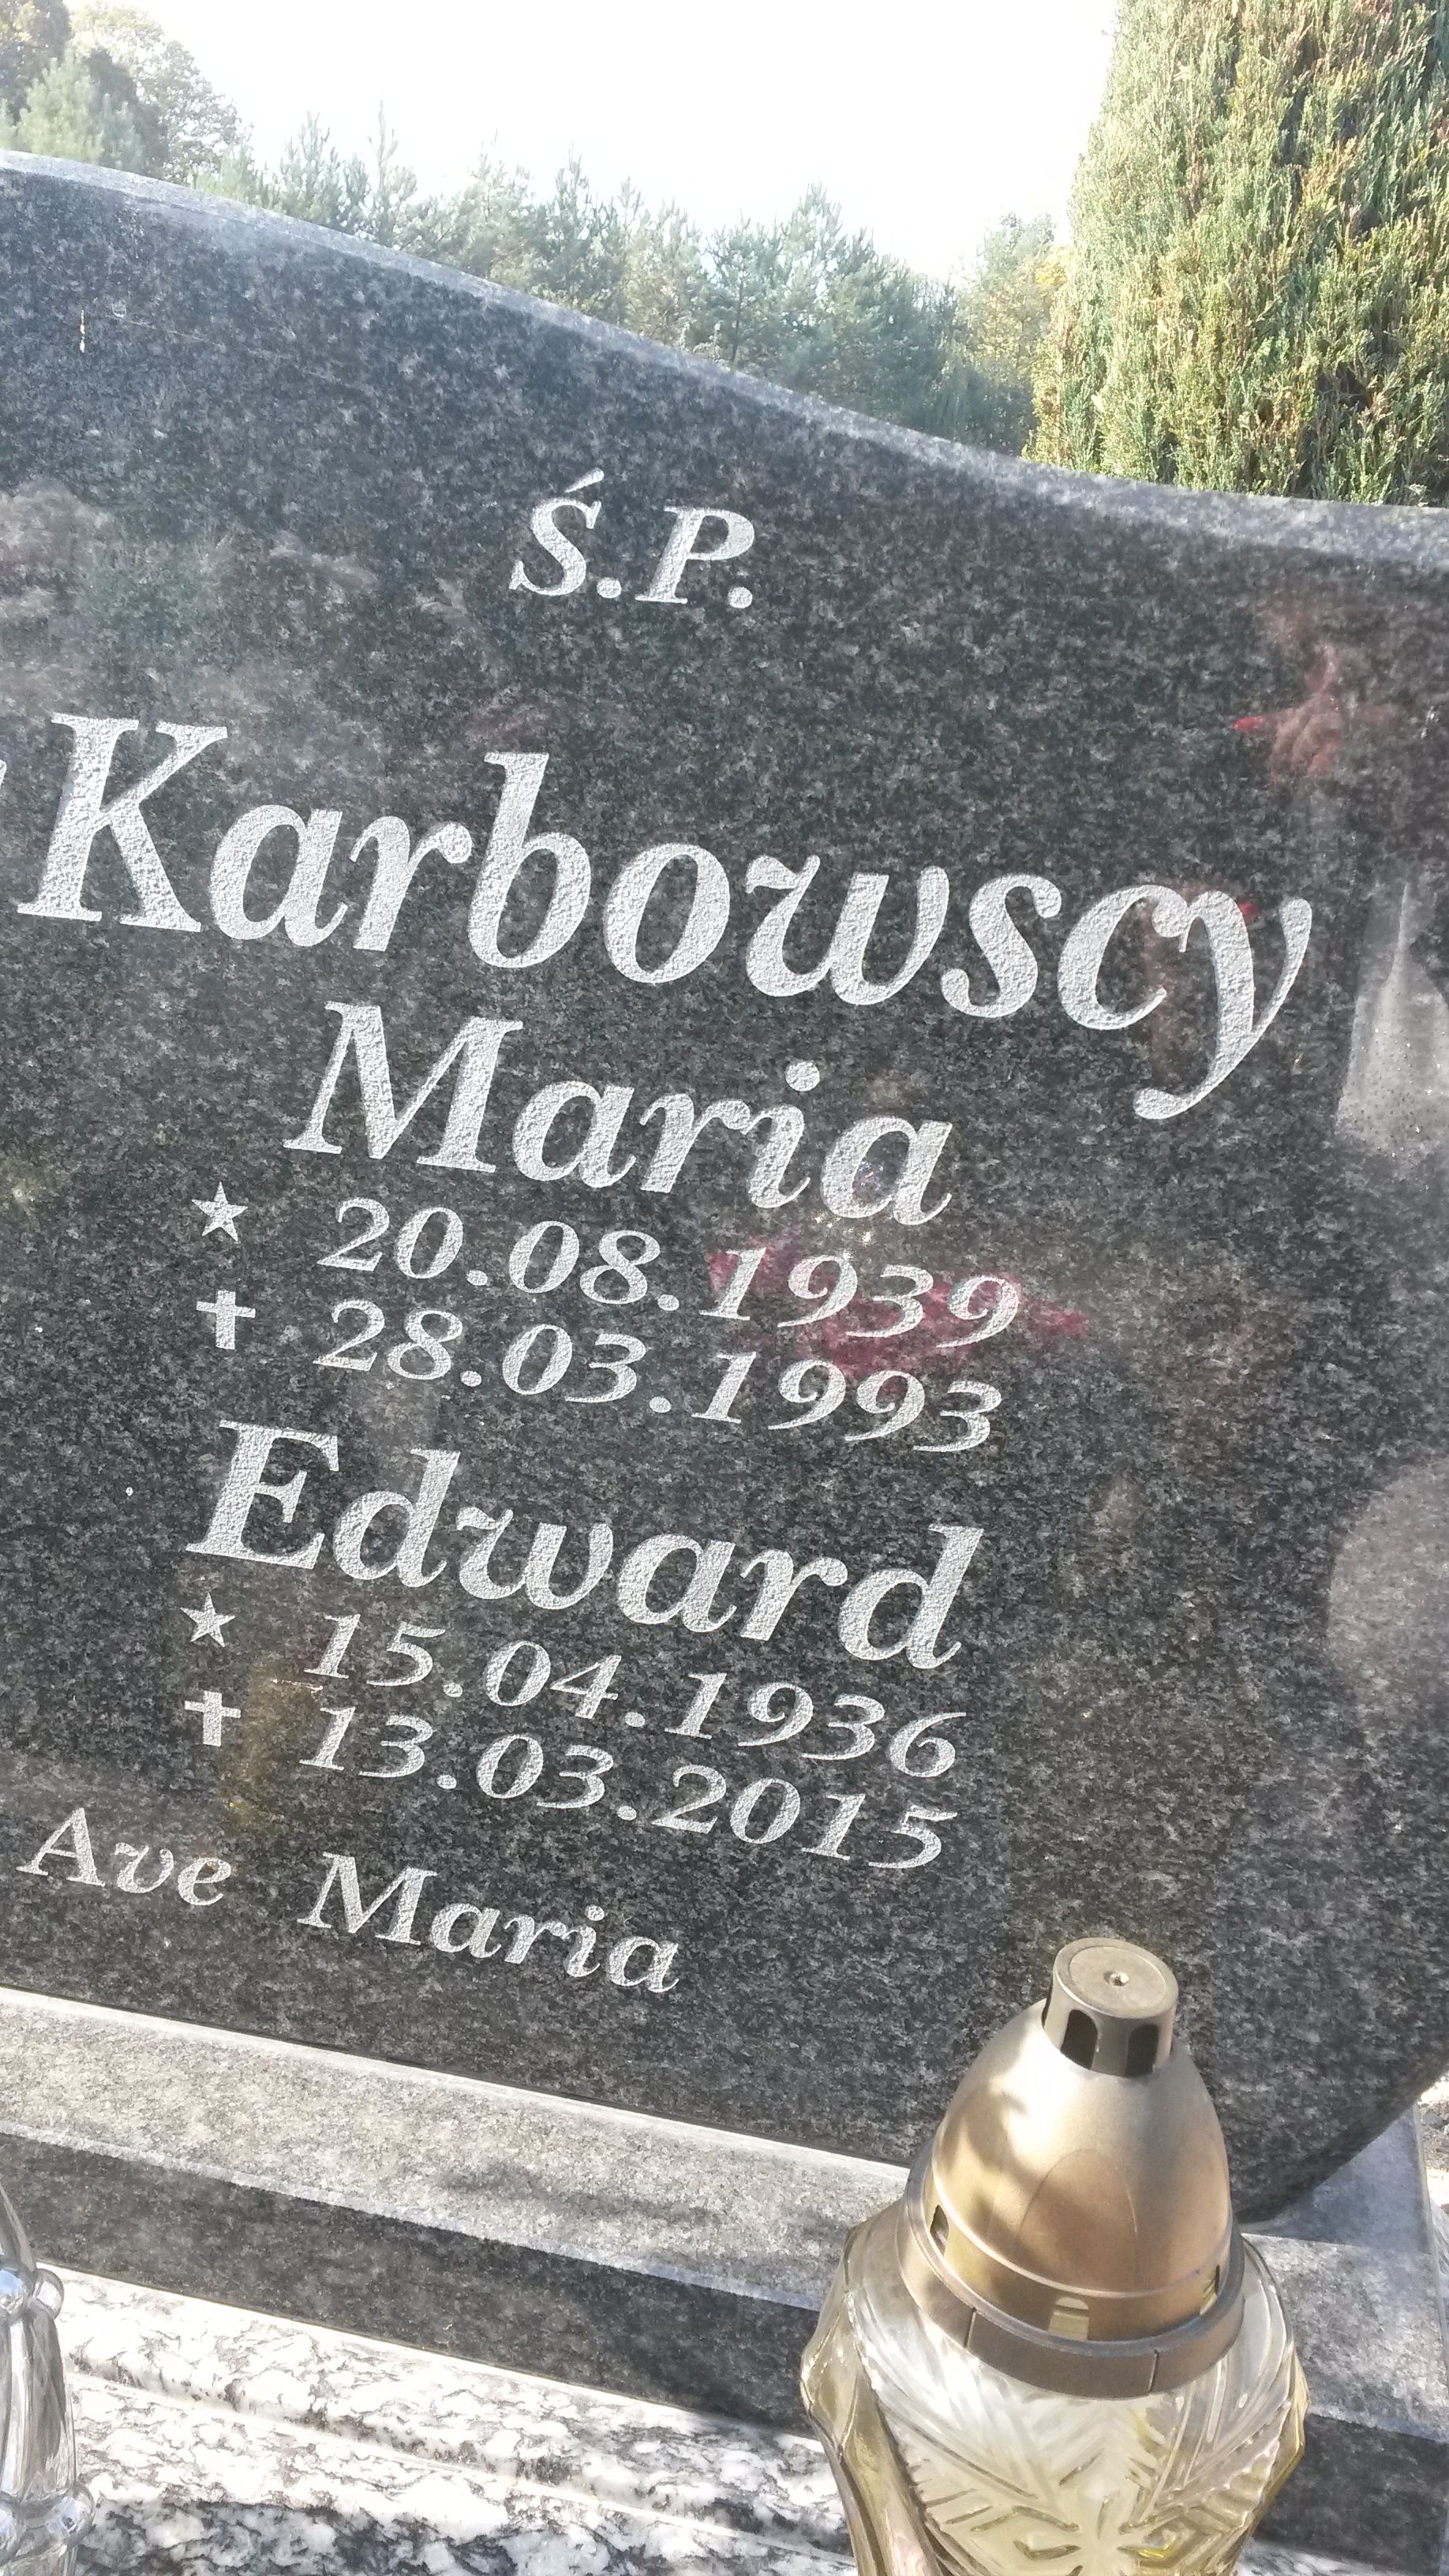 Ś.P.
Karbowscy
Maria
★ 20.08.1939
✝ 28.03.1993
Edward
★ 15.04.1936
✝ 13.03.2015
Ave Maria